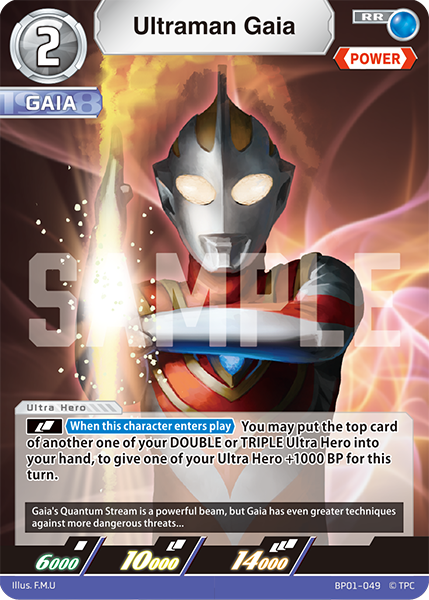 Ultraman Gaia
2
RR
POWER
1998
GAIA
SAMPLE
Ultra Hero
When this character enters play You may put the top card
of another one of your DOUBLE or TRIPLE Ultra Hero into
your hand, to give one of your Ultra Hero +1000 BP for this
turn.
Gaia's Quantum Stream is a powerful beam, but Gaia has even greater techniques
against more dangerous threats...
6000 10000 14000
Illus. F.M.U BP01-049 © TPC